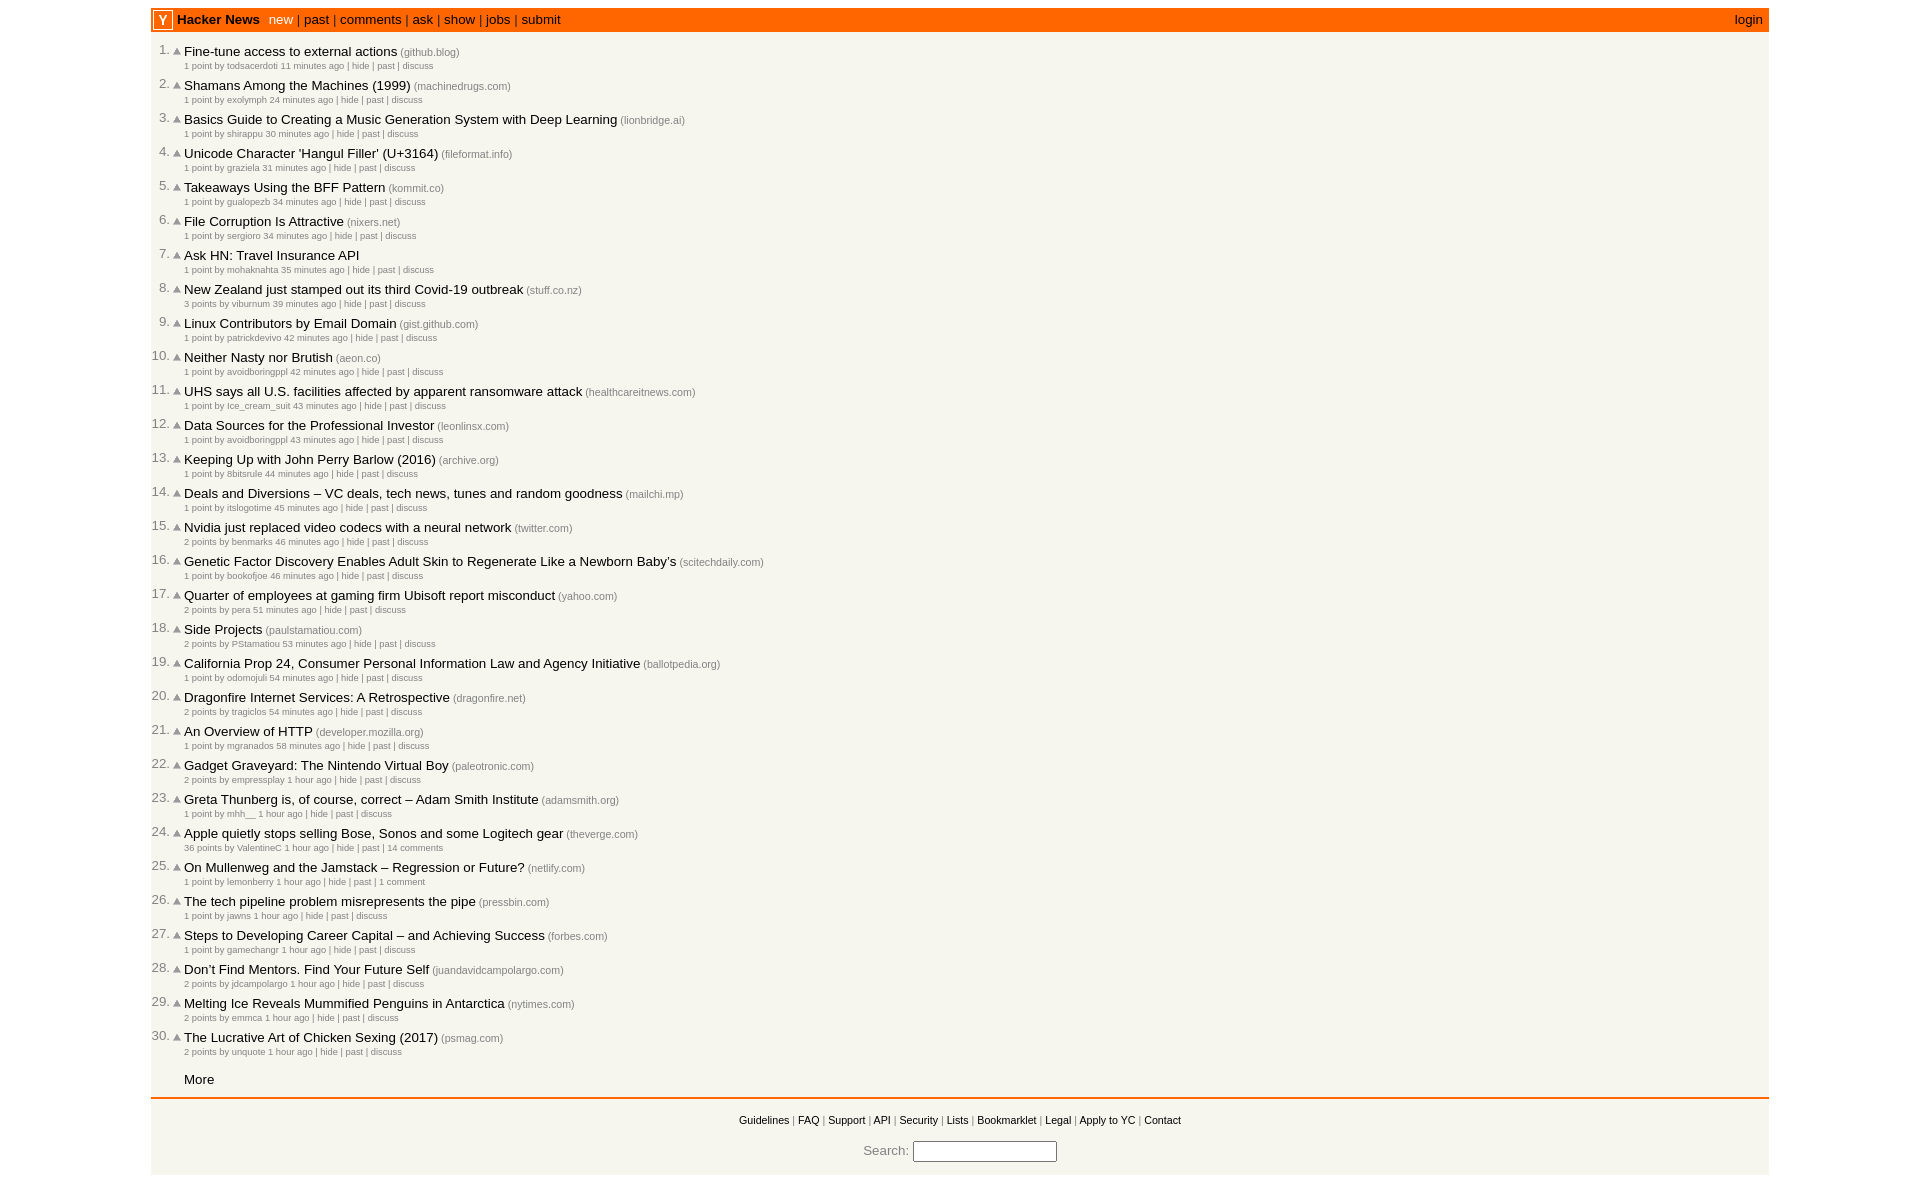 Y Hacker News new | past | comments | ask | show | jobs | submit login
1. Fine-tune access to external actions (github.blog)
1 point by todsacerdoti 11 minutes ago | hide | past | discuss
2. Shamans Among the Machines (1999) (machinedrugs.com)
1 point by exolymph 24 minutes ago | hide | past | discuss
3. Basics Guide to Creating a Music Generation System with Deep Learning (lionbridge.ai)
1 point by shirappu 30 minutes ago | hide | past | discuss
4. Unicode Character 'Hangul Filler' (U+3164) (fileformat.info)
1 point by graziela 31 minutes ago | hide | past | discuss
5. Takeaways Using the BFF Pattern (kommit.co)
1 point by gualopezb 34 minutes ago | hide | past | discuss
6. File Corruption Is Attractive (nixers.net)
1 point by sergioro 34 minutes ago | hide | past | discuss
7. Ask HN: Travel Insurance API
1 point by mohaknahta 35 minutes ago | hide | past | discuss
8. New Zealand just stamped out its third Covid-19 outbreak (stuff.co.nz)
3 points by viburnum 39 minutes ago | hide | past | discuss
9. Linux Contributors by Email Domain (gist.github.com)
1 point by patrickdevivo 42 minutes ago | hide | past | discuss
10. Neither Nasty nor Brutish (aeon.co)
1 point by avoidboringppl 42 minutes ago | hide | past | discuss
11. UHS says all U.S. facilities affected by apparent ransomware attack (healthcareitnews.com)
1 point by Ice_cream_suit 43 minutes ago | hide | past | discuss
12. Data Sources for the Professional Investor (leonlinsx.com)
1 point by avoidboringppl 43 minutes ago | hide | past | discuss
13. Keeping Up with John Perry Barlow (2016) (archive.org)
1 point by 8bitsrule 44 minutes ago | hide | past | discuss
14. Deals and Diversions – VC deals, tech news, tunes and random goodness (mailchi.mp)
1 point by itslogotime 45 minutes ago | hide | past | discuss
15. Nvidia just replaced video codecs with a neural network (twitter.com)
2 points by benmarks 46 minutes ago | hide | past | discuss
16. Genetic Factor Discovery Enables Adult Skin to Regenerate Like a Newborn Baby’s (scitechdaily.com)
1 point by bookofjoe 46 minutes ago | hide | past | discuss
17. Quarter of employees at gaming firm Ubisoft report misconduct (yahoo.com)
2 points by pera 51 minutes ago | hide | past | discuss
18. Side Projects (paulstamatiou.com)
2 points by PStamatiou 53 minutes ago | hide | past | discuss
19. California Prop 24, Consumer Personal Information Law and Agency Initiative (ballotpedia.org)
1 point by odomojuli 54 minutes ago | hide | past | discuss
20. Dragonfire Internet Services: A Retrospective (dragonfire.net)
2 points by tragiclos 54 minutes ago | hide | past | discuss
21. An Overview of HTTP (developer.mozilla.org)
1 point by mgranados 58 minutes ago | hide | past | discuss
22. Gadget Graveyard: The Nintendo Virtual Boy (paleotronic.com)
2 points by empressplay 1 hour ago | hide | past | discuss
23. Greta Thunberg is, of course, correct – Adam Smith Institute (adamsmith.org)
1 point by mhh__ 1 hour ago | hide | past | discuss
24. Apple quietly stops selling Bose, Sonos and some Logitech gear (theverge.com)
36 points by ValentineC 1 hour ago | hide | past | 14 comments
25. On Mullenweg and the Jamstack – Regression or Future? (netlify.com)
1 point by lemonberry 1 hour ago | hide | past | 1 comment
26. The tech pipeline problem misrepresents the pipe (pressbin.com)
1 point by jawns 1 hour ago | hide | past | discuss
27. Steps to Developing Career Capital – and Achieving Success (forbes.com)
1 point by gamechangr 1 hour ago | hide | past | discuss
28. Don’t Find Mentors. Find Your Future Self (juandavidcampolargo.com)
2 points by jdcampolargo 1 hour ago | hide | past | discuss
29. Melting Ice Reveals Mummified Penguins in Antarctica (nytimes.com)
2 points by emmca 1 hour ago | hide | past | discuss
30. The Lucrative Art of Chicken Sexing (2017) (psmag.com)
2 points by unquote 1 hour ago | hide | past | discuss
More
Guidelines | FAQ | Support | API | Security | Lists | Bookmarklet | Legal | Apply to YC | Contact
Search: